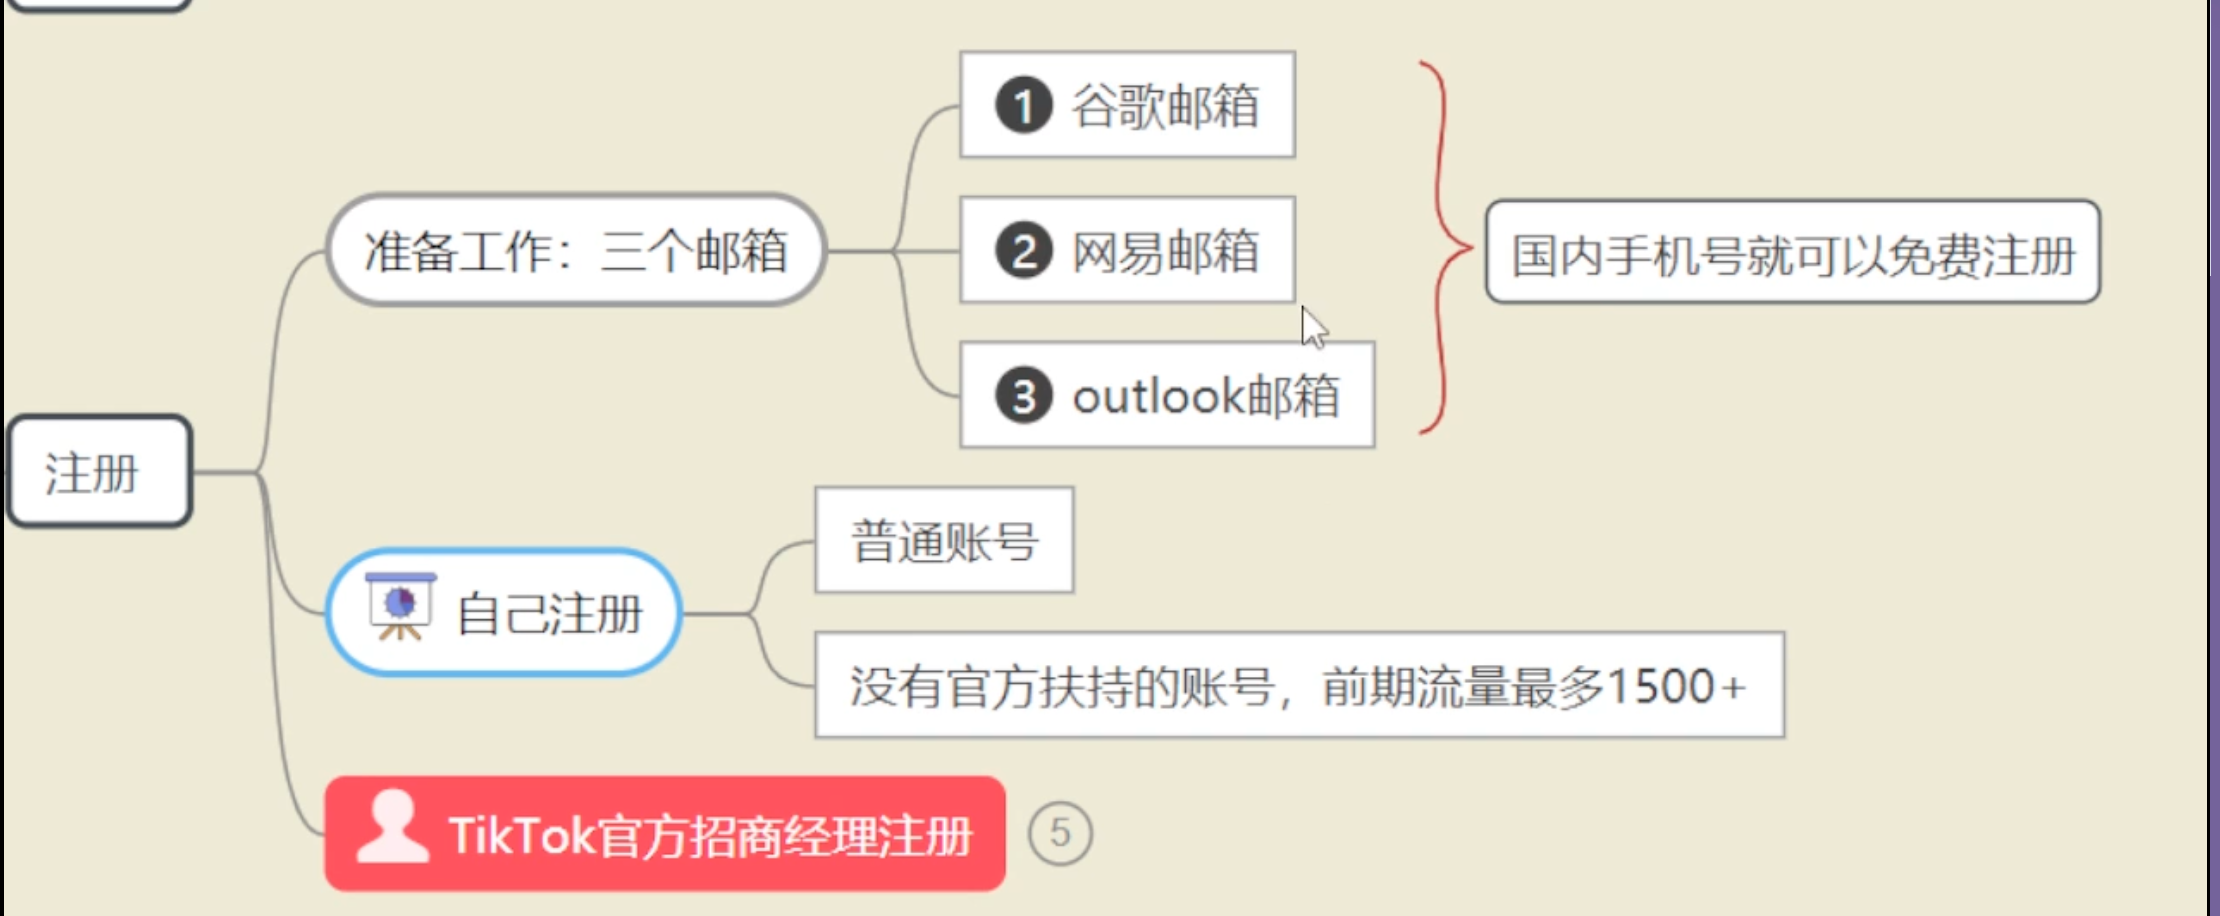 1 谷歌邮箱
准备工作：三个邮箱
2 网易邮箱
国内手机号就可以免费注册
3 outlook邮箱
注册
自己注册
普通账号
没有官方扶持的账号，前期流量最多1500+
TikTok官方招商经理注册
5